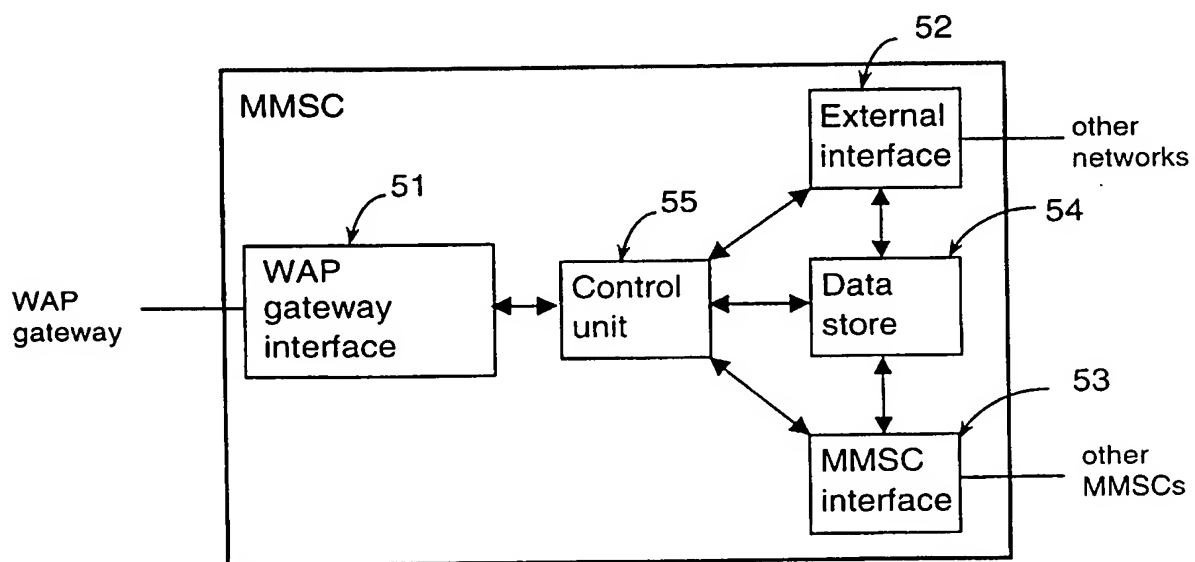 52
MMSC
External
interface
other
networks
51
55
54
WAP
gateway
interface
Control
unit
Data
store
WAP
gateway
53
MMSC
interface
other
MMSCs